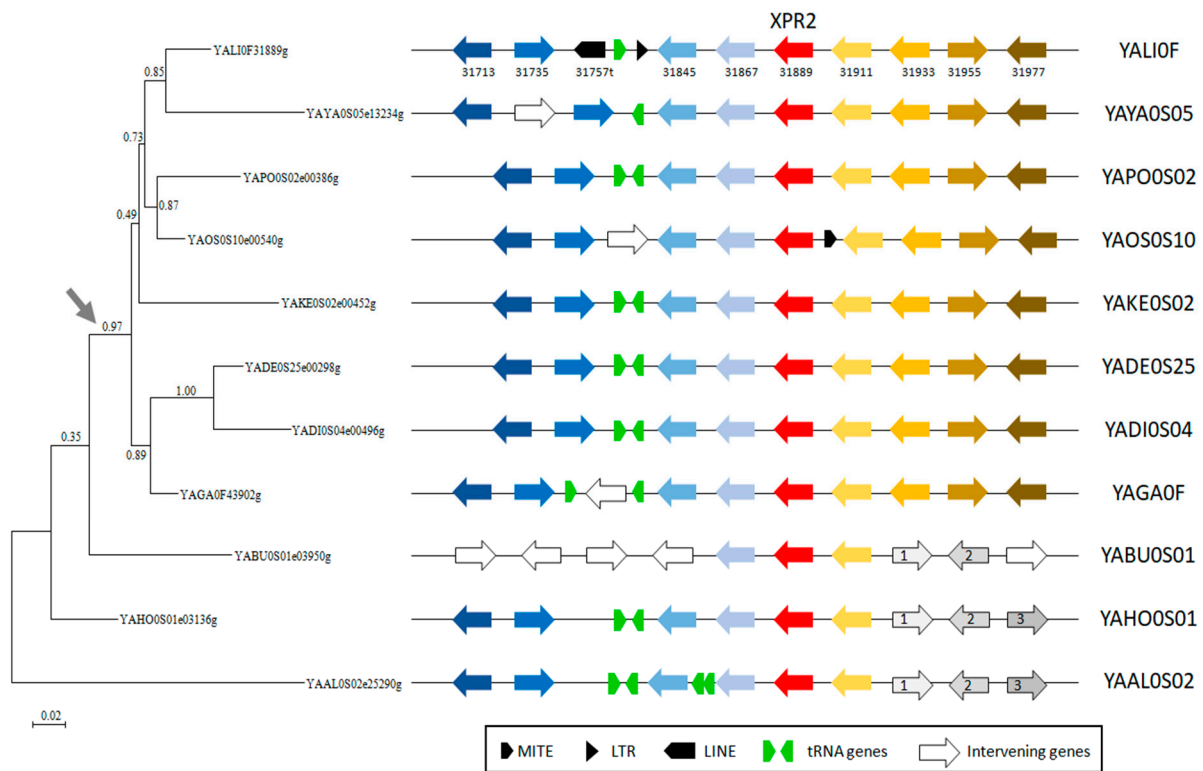 XPR2
YALI0F31889g
YALI0F
31713 31735 31757t 31845 31867 31889 31911 31933 31955 31977
0.85
YAYA0S05e13234g
YAYA0S05
0.73
YAPO0S02e00386g
YAPO0S02
0.87
0.49
YAOS0S10e00540g
YAOS0S10
YAKE0S02e00452g
YAKE0S02
0.97
YADE0S25e00298g
YADE0S25
1.00
YADI0S04e00496g
YADI0S04
0.35
0.89
YAGA0F43902g
YAGA0F
YABU0S01e03950g
1 2
YABU0S01
YAHO0S01e03136g
1 2 3
YAHO0S01
YAAL0S02e25290g
1 2 3
YAAL0S02
0.02
MITE LTR LINE tRNA genes Intervening genes